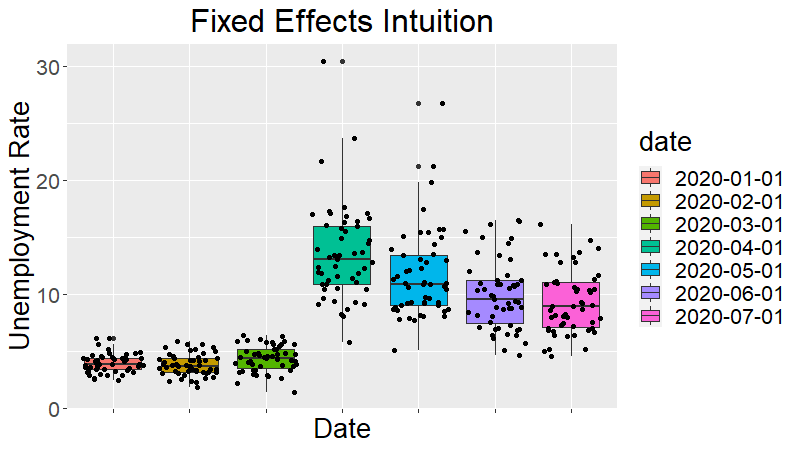 Fixed Effects Intuition
Unemployment Rate
30
20
10
0
Date
date
2020-01-01
2020-02-01
2020-03-01
2020-04-01
2020-05-01
2020-06-01
2020-07-01